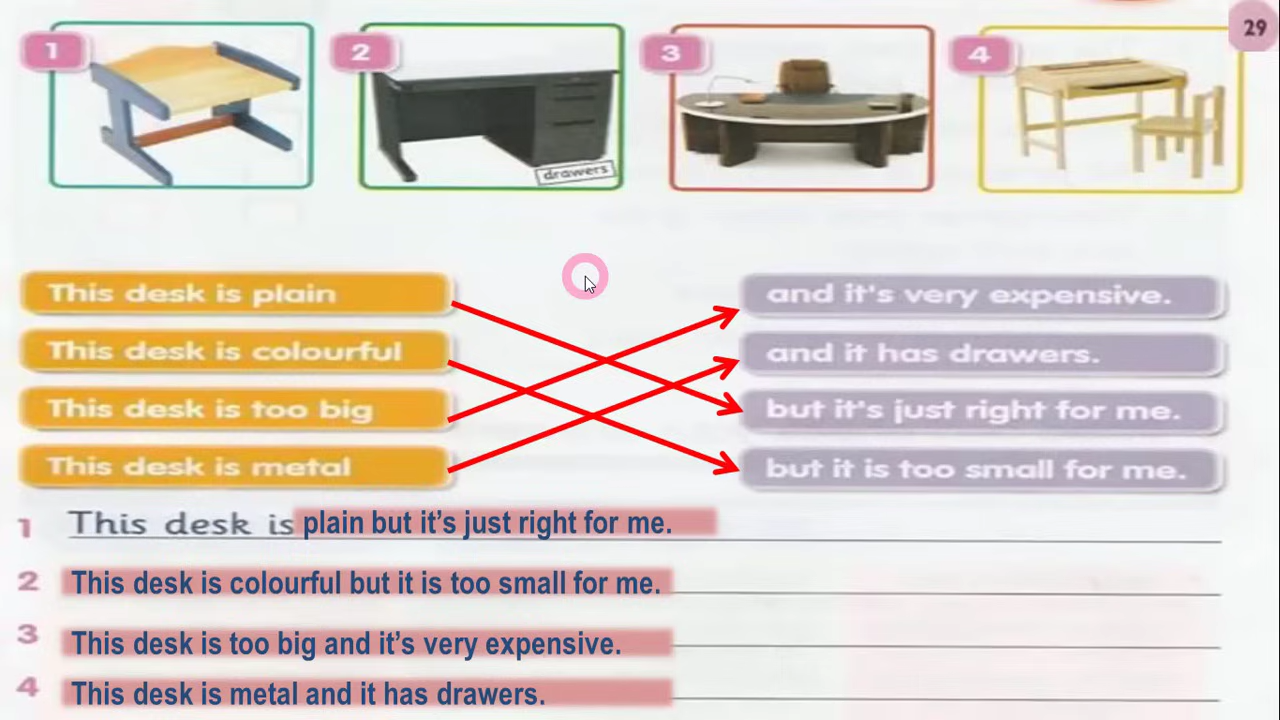 29
1
2
3
4
drawers
This desk is plain
and it's very expensive.
This desk is colourful
and it has drawers.
This desk is too big
but it's just right for me.
This desk is metal
but it is too small for me.
1 This desk is plain but it's just right for me.
2 This desk is colourful but it is too small for me.
3 This desk is too big and it's very expensive.
4 This desk is metal and it has drawers.